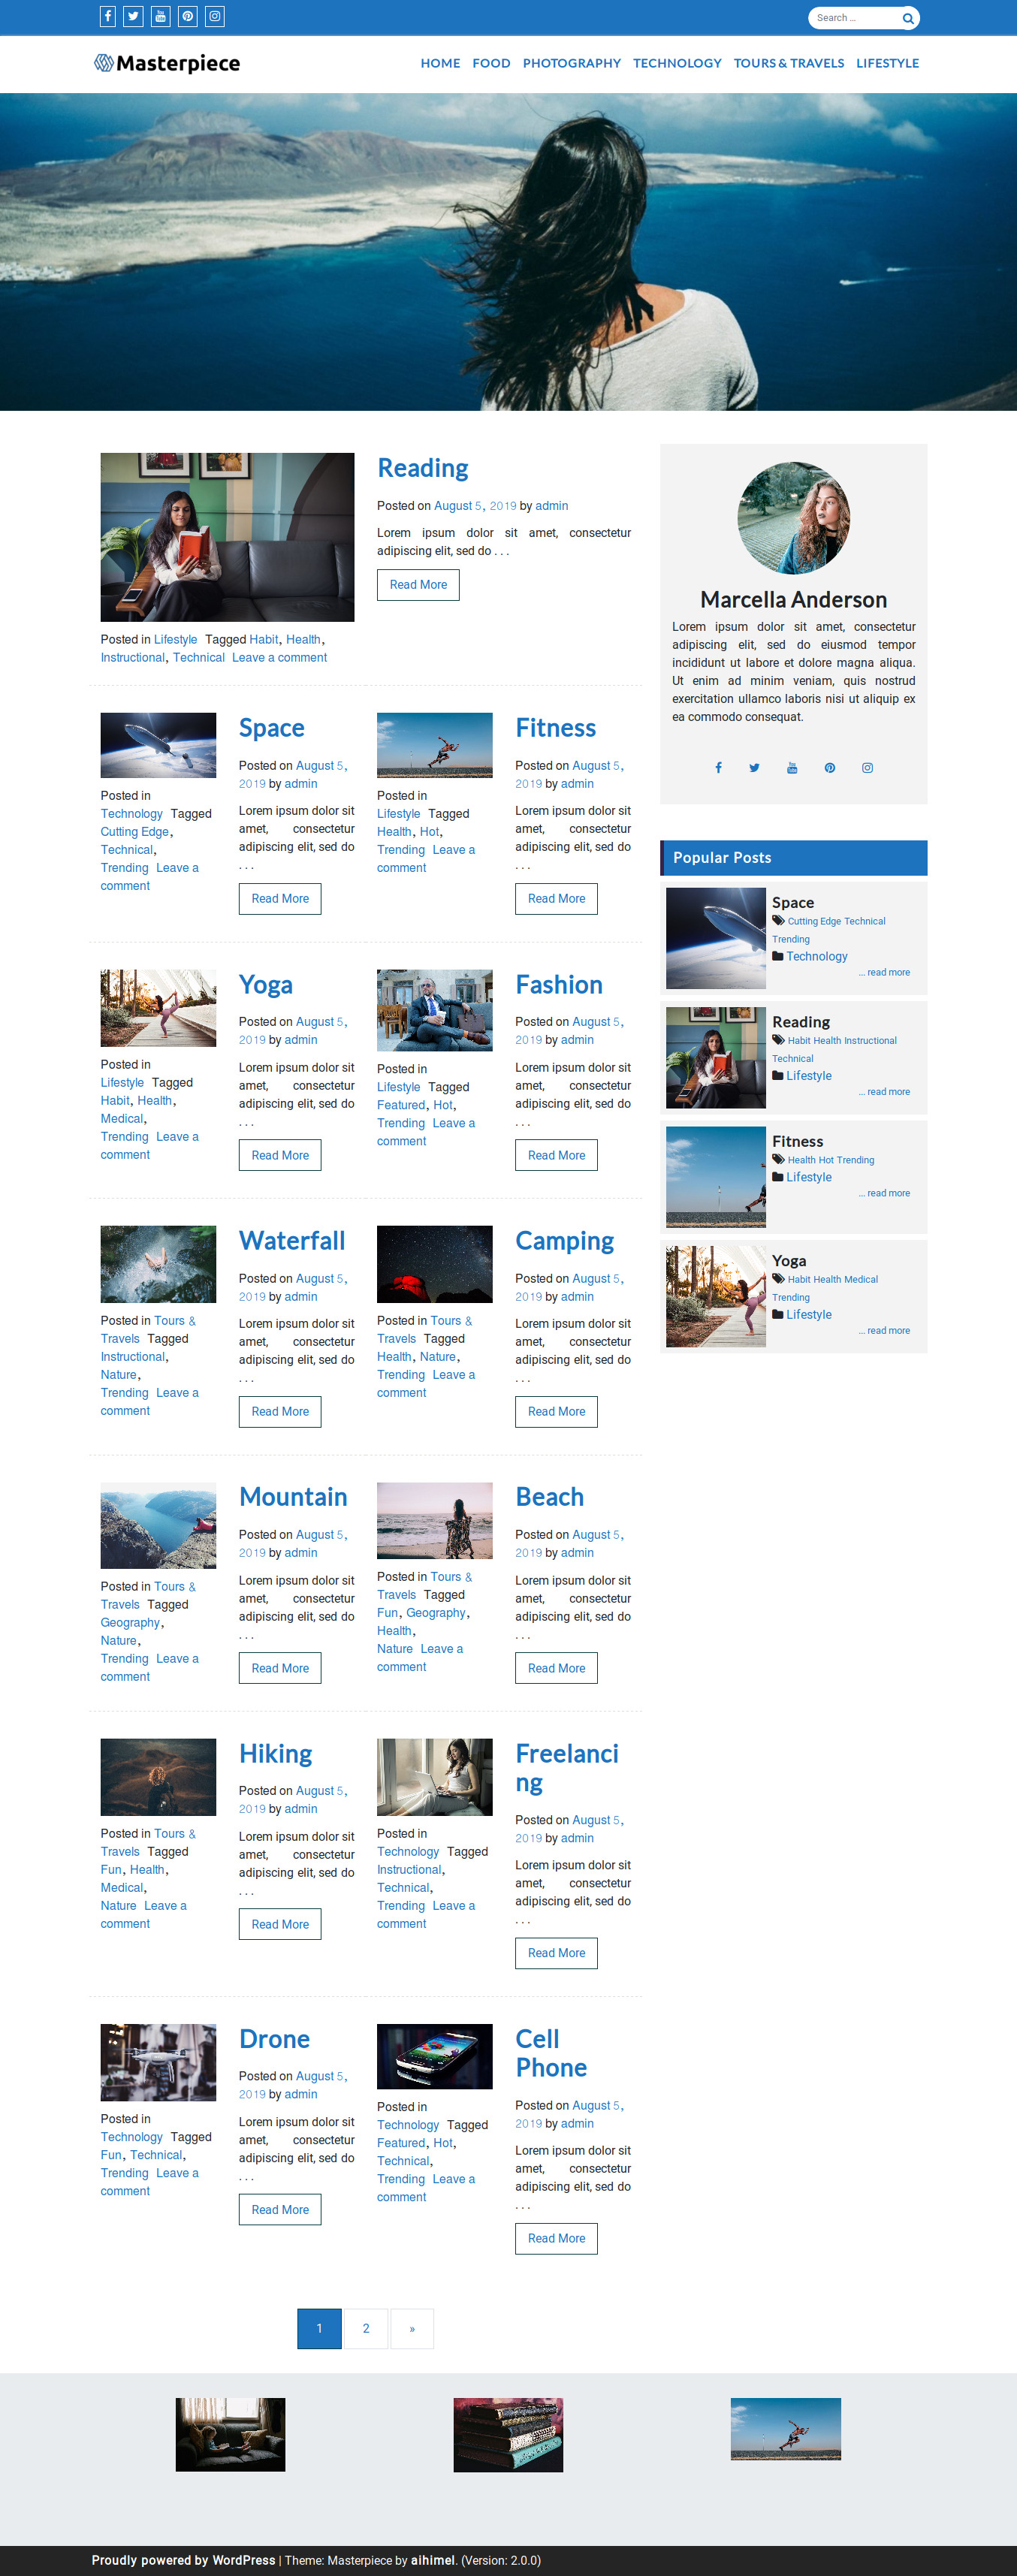 Search ...
Masterpiece
HOME FOOD PHOTOGRAPHY TECHNOLOGY TOURS & TRAVELS LIFESTYLE
Reading
Posted on August 5, 2019 by admin
Lorem ipsum dolor sit amet, consectetur
adipiscing elit, sed do . . .
Read More
Posted in Lifestyle Tagged Habit, Health,
Instructional, Technical Leave a comment
Space
Posted on August 5,
2019 by admin
Lorem ipsum dolor sit
amet, consectetur
adipiscing elit, sed do
. . .
Read More
Posted in
Technology Tagged
Cutting Edge,
Technical,
Trending Leave a
comment
Fitness
Posted on August 5,
2019 by admin
Lorem ipsum dolor sit
amet, consectetur
adipiscing elit, sed do
. . .
Read More
Posted in
Lifestyle Tagged
Health, Hot,
Trending Leave a
comment
Yoga
Posted on August 5,
2019 by admin
Lorem ipsum dolor sit
amet, consectetur
adipiscing elit, sed do
. . .
Read More
Posted in
Lifestyle Tagged
Habit, Health,
Medical,
Trending Leave a
comment
Fashion
Posted on August 5,
2019 by admin
Lorem ipsum dolor sit
amet, consectetur
adipiscing elit, sed do
. . .
Read More
Posted in
Lifestyle Tagged
Featured, Hot,
Trending Leave a
comment
Waterfall
Posted on August 5,
2019 by admin
Lorem ipsum dolor sit
amet, consectetur
adipiscing elit, sed do
. . .
Read More
Posted in Tours &
Travels Tagged
Instructional,
Nature,
Trending Leave a
comment
Camping
Posted on August 5,
2019 by admin
Lorem ipsum dolor sit
amet, consectetur
adipiscing elit, sed do
. . .
Read More
Posted in Tours &
Travels Tagged
Health, Nature,
Trending Leave a
comment
Mountain
Posted on August 5,
2019 by admin
Lorem ipsum dolor sit
amet, consectetur
adipiscing elit, sed do
. . .
Read More
Posted in Tours &
Travels Tagged
Geography,
Nature,
Trending Leave a
comment
Beach
Posted on August 5,
2019 by admin
Lorem ipsum dolor sit
amet, consectetur
adipiscing elit, sed do
. . .
Read More
Posted in Tours &
Travels Tagged
Fun, Geography,
Health,
Nature Leave a
comment
Hiking
Posted on August 5,
2019 by admin
Lorem ipsum dolor sit
amet, consectetur
adipiscing elit, sed do
. . .
Read More
Posted in Tours &
Travels Tagged
Fun, Health,
Medical,
Nature Leave a
comment
Freelanci
ng
Posted on August 5,
2019 by admin
Lorem ipsum dolor sit
amet, consectetur
adipiscing elit, sed do
. . .
Read More
Posted in
Technology Tagged
Instructional,
Technical,
Trending Leave a
comment
Drone
Posted on August 5,
2019 by admin
Lorem ipsum dolor sit
amet, consectetur
adipiscing elit, sed do
. . .
Read More
Posted in
Technology Tagged
Fun, Technical,
Trending Leave a
comment
Cell
Phone
Posted on August 5,
2019 by admin
Lorem ipsum dolor sit
amet, consectetur
adipiscing elit, sed do
. . .
Read More
Posted in
Technology Tagged
Featured, Hot,
Technical,
Trending Leave a
comment
1 2 »
Marcella Anderson
Lorem ipsum dolor sit amet, consectetur
adipiscing elit, sed do eiusmod tempor
incididunt ut labore et dolore magna aliqua.
Ut enim ad minim veniam, quis nostrud
exercitation ullamco laboris nisi ut aliquip ex
ea commodo consequat.
Popular Posts
Space
Cutting Edge Technical
Trending
Technology
... read more
Reading
Habit Health Instructional
Technical
Lifestyle
... read more
Fitness
Health Hot Trending
Lifestyle
... read more
Yoga
Habit Health Medical
Trending
Lifestyle
... read more
Proudly powered by WordPress | Theme: Masterpiece by aihimel. (Version: 2.0.0)